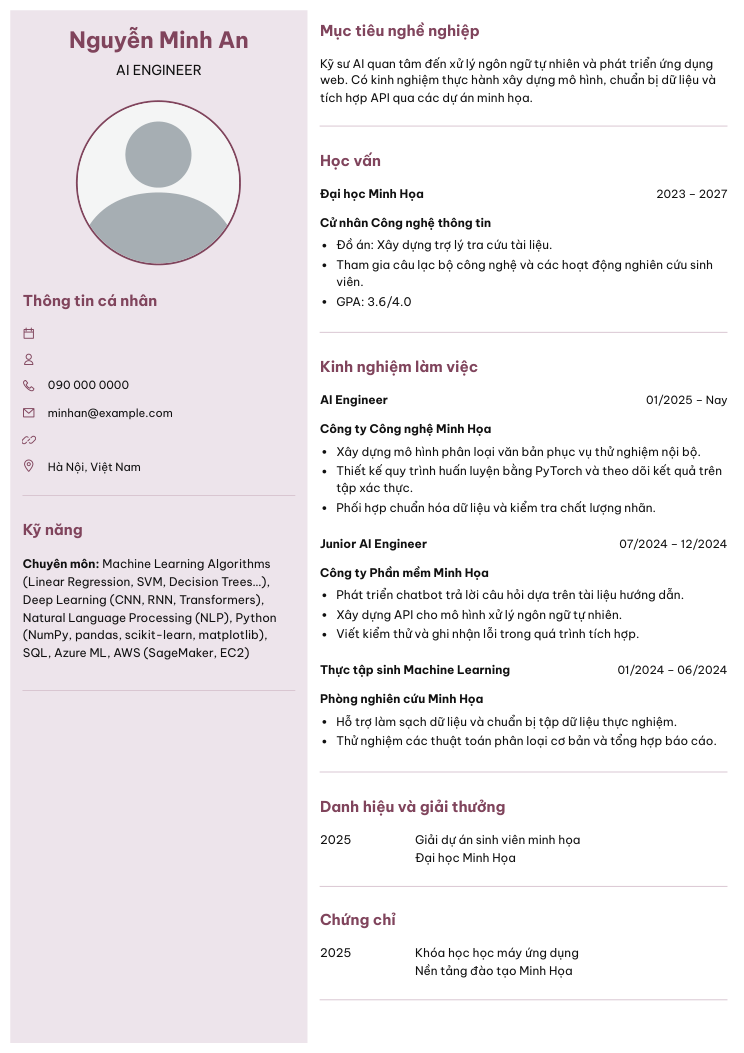 Nguyễn Minh An
AI ENGINEER
Thông tin cá nhân
090 000 0000
minhan@example.com
Hà Nội, Việt Nam
Kỹ năng
Chuyên môn: Machine Learning Algorithms
(Linear Regression, SVM, Decision Trees...),
Deep Learning (CNN, RNN, Transformers),
Natural Language Processing (NLP), Python
(NumPy, pandas, scikit-learn, matplotlib),
SQL, Azure ML, AWS (SageMaker, EC2)
Mục tiêu nghề nghiệp
Kỹ sư AI quan tâm đến xử lý ngôn ngữ tự nhiên và phát triển ứng dụng
web. Có kinh nghiệm thực hành xây dựng mô hình, chuẩn bị dữ liệu và
tích hợp API qua các dự án minh họa.
Học vấn
Đại học Minh Họa 2023 – 2027
Cử nhân Công nghệ thông tin
• Đồ án: Xây dựng trợ lý tra cứu tài liệu.
• Tham gia câu lạc bộ công nghệ và các hoạt động nghiên cứu sinh
viên.
• GPA: 3.6/4.0
Kinh nghiệm làm việc
AI Engineer 01/2025 – Nay
Công ty Công nghệ Minh Họa
• Xây dựng mô hình phân loại văn bản phục vụ thử nghiệm nội bộ.
• Thiết kế quy trình huấn luyện bằng PyTorch và theo dõi kết quả trên
tập xác thực.
• Phối hợp chuẩn hóa dữ liệu và kiểm tra chất lượng nhãn.
Junior AI Engineer 07/2024 – 12/2024
Công ty Phần mềm Minh Họa
• Phát triển chatbot trả lời câu hỏi dựa trên tài liệu hướng dẫn.
• Xây dựng API cho mô hình xử lý ngôn ngữ tự nhiên.
• Viết kiểm thử và ghi nhận lỗi trong quá trình tích hợp.
Thực tập sinh Machine Learning 01/2024 – 06/2024
Phòng nghiên cứu Minh Họa
• Hỗ trợ làm sạch dữ liệu và chuẩn bị tập dữ liệu thực nghiệm.
• Thử nghiệm các thuật toán phân loại cơ bản và tổng hợp báo cáo.
Danh hiệu và giải thưởng
2025 Giải dự án sinh viên minh họa
Đại học Minh Họa
Chứng chỉ
2025 Khóa học học máy ứng dụng
Nền tảng đào tạo Minh Họa